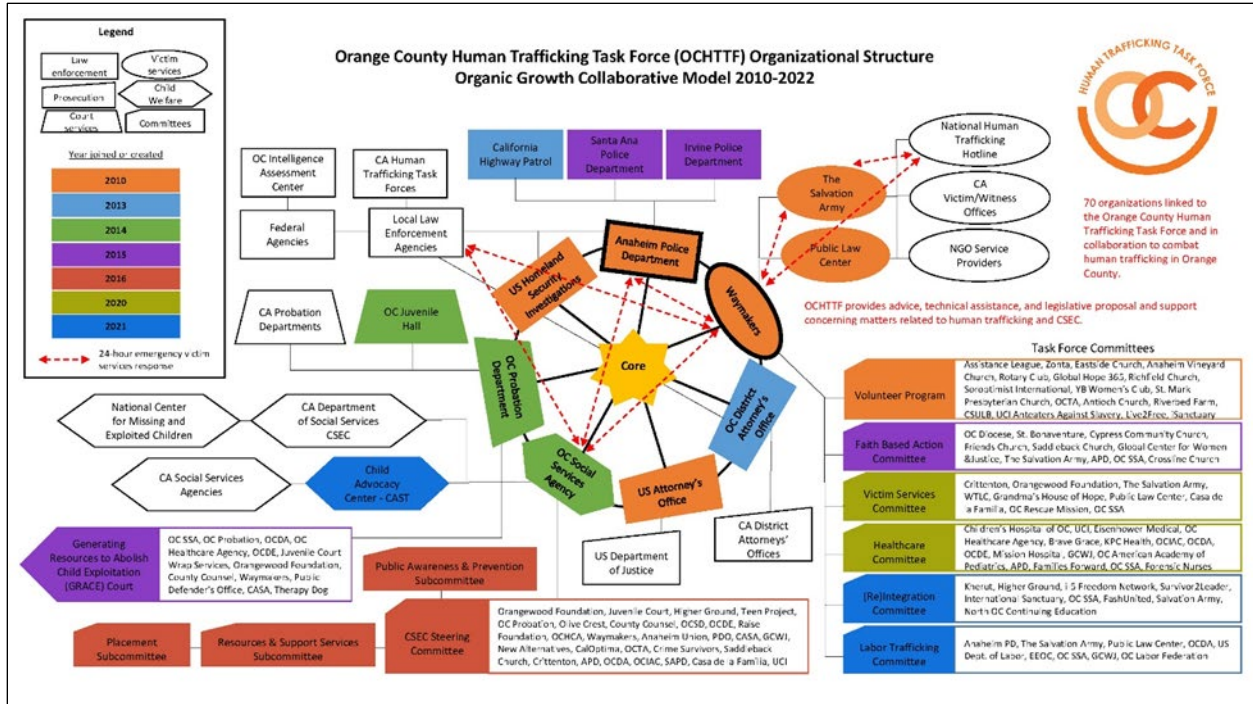 Legend
Law
enforcement
Victim
services
Prosecution
Child
Welfare
Court
services
Committees
Year joined or created
2010
2013
2014
2015
2016
2020
2021
24-hour emergency victim
services response
Orange County Human Trafficking Task Force (OCHTTF) Organizational Structure
Organic Growth Collaborative Model 2010-2022
HUMAN TRAFFICKING TASK FORCE
OC
70 organizations linked to
the Orange County Human
Trafficking Task Force and in
collaboration to combat
human trafficking in Orange
County.
OCHTTF provides advice, technical assistance, and legislative proposal and support
concerning matters related to human trafficking and CSEC.
OC Intelligence
Assessment
Center
CA Human
Trafficking Task
Forces
Federal
Agencies
Local Law
Enforcement
Agencies
California
Highway Patrol
Santa Ana
Police
Department
Irvine Police
Department
The
Salvation
Army
Public Law
Center
National Human
Trafficking
Hotline
CA
Victim/Witness
Offices
NGO Service
Providers
CA Probation
Departments
OC Juvenile
Hall
US Homeland
Security
Investigations
Anaheim Police
Department
Waymakers
OC Probation
Department
Core
OC District
Attorney's
Office
OC Social
Services
Agency
US Attorney's
Office
National Center
for Missing and
Exploited Children
CA Department
of Social Services
CSEC
CA Social Services
Agencies
Child
Advocacy
Center - CAST
US Department
of Justice
CA District
Attorneys'
Offices
Generating
Resources to Abolish
Child Exploitation
(GRACE) Court
OC SSA, OC Probation, OCDA, OC
Healthcare Agency, OCDE, Juvenile Court
Wrap Services, Orangewood Foundation,
County Counsel, Waymakers, Public
Defender's Office, CASA, Therapy Dog
Public Awareness & Prevention
Subcommittee
Placement
Subcommittee
Resources & Support Services
Subcommittee
CSEC Steering
Committee
Orangewood Foundation, Juvenile Court, Higher Ground, Teen Project,
OC Probation, Olive Crest, County Counsel, OCSD, OCDE, Raise
Foundation, OCHCA, Waymakers, Anaheim Union, PDO, CASA, GCWJ,
New Alternatives, CalOptima, OCTA, Crime Survivors, Saddleback
Church, Crittenton, APD, OCDA, OCIAC, SAPD, Casa de la Familia, UCI
Task Force Committees
Volunteer Program
Assistance League, Zonta, Eastside Church, Anaheim Vineyard
Church, Rotary Club, Global Hope 365, Richfield Church,
Soroptimist International, YB Women's Club, St. Mark
Presbyterian Church, OCTA, Antioch Church, Riverbed Farm,
CSULB, UCI Anteaters Against Slavery, Live2Free, iSanctuary
Faith Based Action
Committee
OC Diocese, St. Bonaventure, Cypress Community Church,
Friends Church, Saddleback Church, Global Center for Women
&Justice, The Salvation Army, APD, OC SSA, Crossline Church
Victim Services
Committee
Crittenton, Orangewood Foundation, The Salvation Army,
WTLC, Grandma's House of Hope, Public Law Center, Casa de
la Familia, OC Rescue Mission, OC SSA
Healthcare
Committee
Children's Hospital of OC, UCI, Eisenhower Medical, OC
Healthcare Agency, Brave Grace, KPC Health, OCIAC, OCDA,
OCDE, Mission Hospital, GCWJ, OC American Academy of
Pediatrics, APD, Families Forward, OC SSA, Forensic Nurses
(Re)Integration
Committee
Kherut, Higher Ground, i-5 Freedom Network, Survivor2Leader,
International Sanctuary, OC SSA, FashUnited, Salvation Army,
North OC Continuing Education
Labor Trafficking
Committee
Anaheim PD, The Salvation Army, Public Law Center, OCDA, US
Dept. of Labor, EEOC, OC SSA, GCWJ, OC Labor Federation